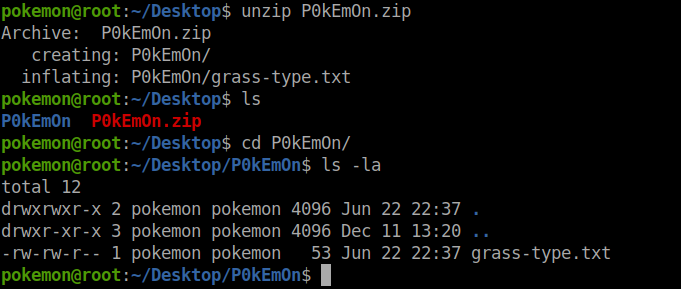 pokemon@root:~/Desktop$ unzip P0kEmOn.zip
Archive:  P0kEmOn.zip
   creating: P0kEmOn/
  inflating: P0kEmOn/grass-type.txt
pokemon@root:~/Desktop$ ls
P0kEmOn  P0kEmOn.zip
pokemon@root:~/Desktop$ cd P0kEmOn/
pokemon@root:~/Desktop/P0kEmOn$ ls -la
total 12
drwxrwxr-x 2 pokemon pokemon 4096 Jun 22 22:37 .
drwxr-xr-x 3 pokemon pokemon 4096 Dec 11 13:20 ..
-rw-rw-r-- 1 pokemon pokemon   53 Jun 22 22:37 grass-type.txt
pokemon@root:~/Desktop/P0kEmOn$